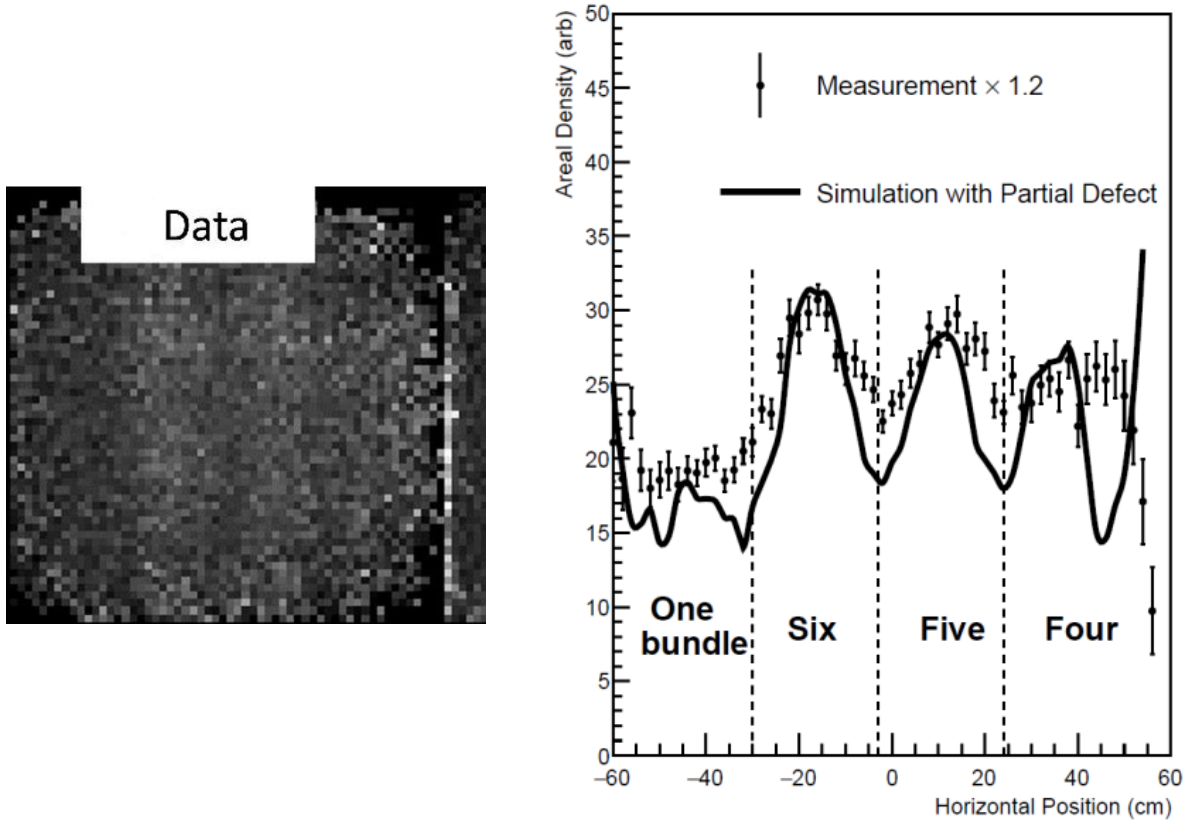 Data
Areal Density (arb)
50
45
40
35
30
25
20
15
10
5
0
Measurement × 1.2
Simulation with Partial Defect
One
bundle
Six
Five
Four
−60
−40
−20
0
20
40
60
Horizontal Position (cm)